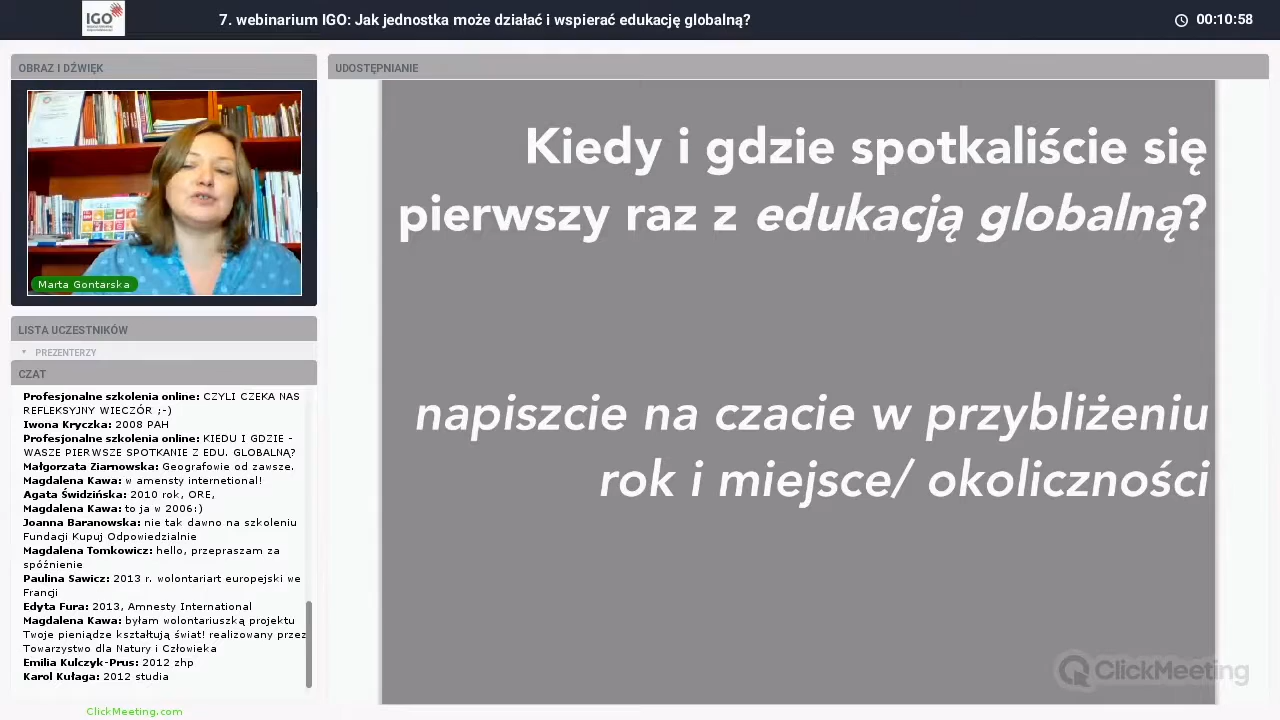 IGO
7. webinarium IGO: Jak jednostka może działać i wspierać edukację globalną?
00:10:58
OBRAZ I DŹWIĘK
Marta Gontarska
LISTA UCZESTNIKÓW
PREZENTERZY
CZAT
Profesjonalne szkolenia online: CZYLI CZEKA NAS
REFLEKSYJNY WIECZÓR ;-)
Iwona Kryczka: 2008 PAH
Profesjonalne szkolenia online: KIEDU I GDZIE -
WASZE PIERWSZE SPOTKANIE Z EDU. GLOBALNĄ?
Małgorzata Ziarnowska: Geografowie od zawsze.
Magdalena Kawa: w amensty internetional!
Agata Świdzińska: 2010 rok, ORE,
Magdalena Kawa: to ja w 2006:)
Joanna Baranowska: nie tak dawno na szkoleniu
Fundacji Kupuj Odpowiedzialnie
Magdalena Tomkowicz: hello, przepraszam za
spóźnienie
Paulina Sawicz: 2013 r. wolontariart europejski we
Francji
Edyta Fura: 2013, Amnesty International
Magdalena Kawa: byłam wolontariuszką projektu
Twoje pieniądze kształtują świat! realizowany przez
Towarzystwo dla Natury i Człowieka
Emilia Kulczyk-Prus: 2012 zhp
Karol Kułaga: 2012 studia
ClickMeeting.com
UDOSTĘPNIANIE
Kiedy i gdzie spotkaliście się
pierwszy raz z edukacją globalną?
napiszcie na czacie w przybliżeniu
rok i miejsce/ okoliczności
ClickMeeting